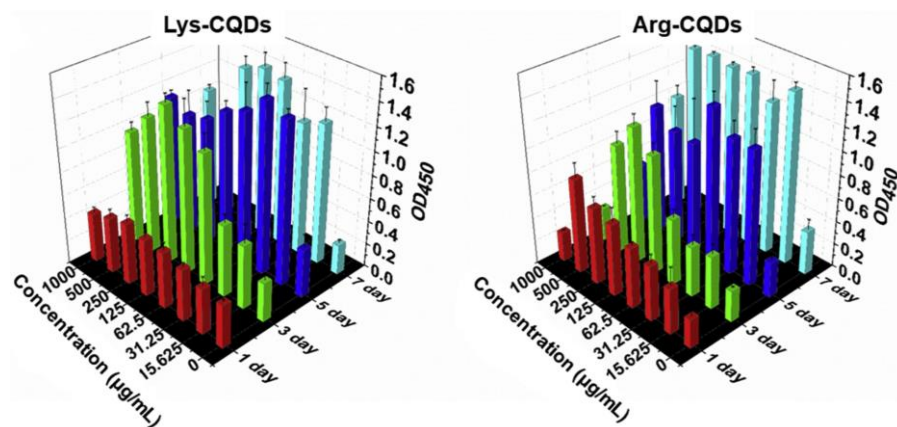 Lys-CQDs
1.6
1.4
1.2
1.0
0.8
0.6
0.4
0.2
0.0
OD450
1000
500
250
125
62.5
31.25
15.625
0
Concentration (µg/mL)
1 day
3 day
5 day
7 day
Arg-CQDs
1.6
1.4
1.2
1.0
0.8
0.6
0.4
0.2
0.0
OD450
1000
500
250
125
62.5
31.25
15.625
0
Concentration (µg/mL)
1 day
3 day
5 day
7 day